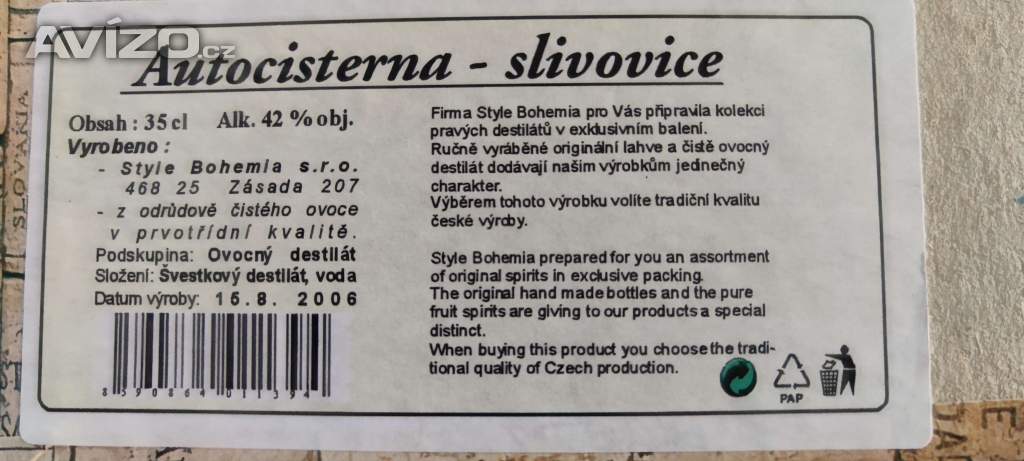 AVÍZO.cz
Autocisterna - slivovice
Obsah : 35 cl Alk. 42 % obj.
Vyrobeno :
- Style Bohemia s.r.o.
468 25 Zásada 207
- z odrůdově čistého ovoce
v prvotřídní kvalitě.
Podskupina: Ovocný destilát
Složení: Švestkový destilát, voda
Datum výroby: 15.8. 2006
8590864011394
Firma Style Bohemia pro Vás připravila kolekci
pravých destilátů v exklusivním balení.
Ručně vyráběné originální lahve a čistě ovocný
destilát dodávají našim výrobkům jedinečný
charakter.
Výběrem tohoto výrobku volíte tradiční kvalitu
české výroby.
Style Bohemia prepared for you an assortment
of original spirits in exclusive packing.
The original hand made bottles and the pure
fruit spirits are giving to our products a special
distinct.
When buying this product you choose the tradi-
tional quality of Czech production.
PAP
SLOVANIA